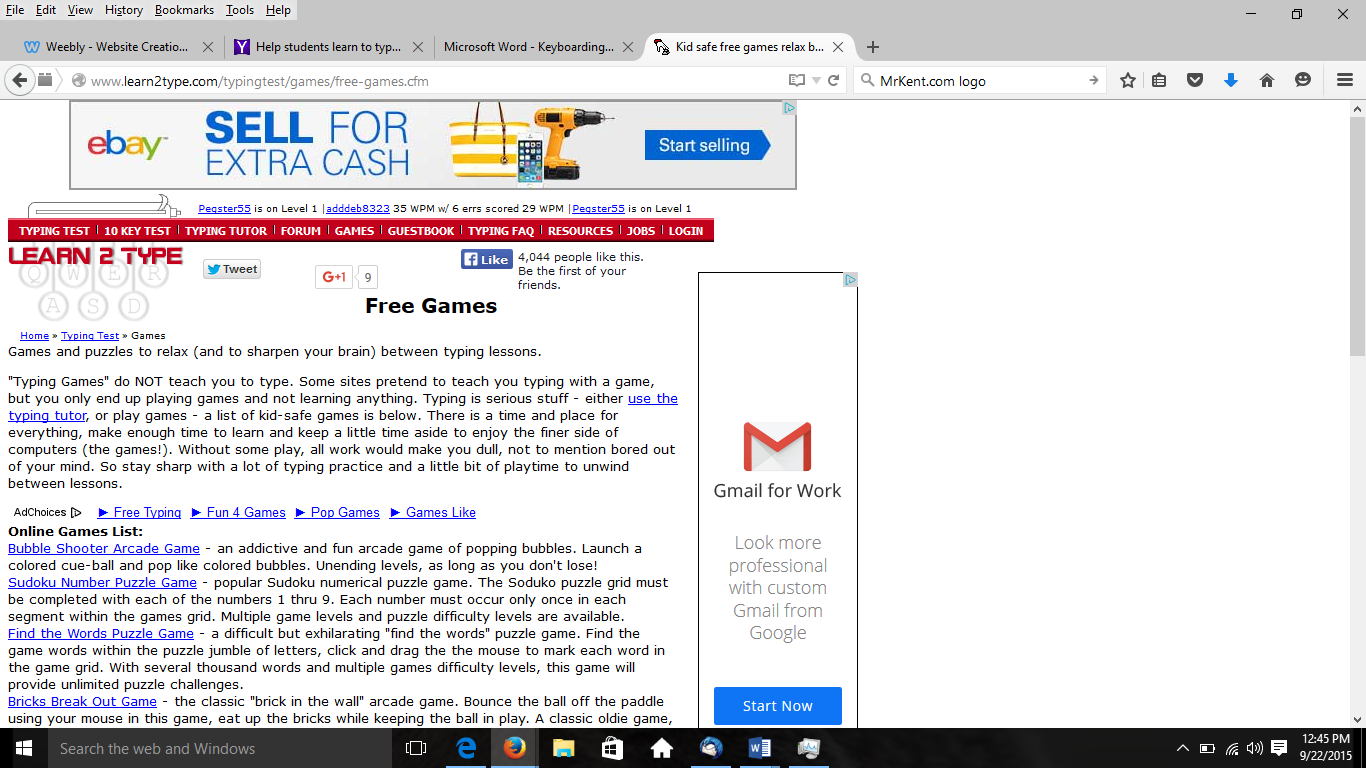 File Edit View History Bookmarks Tools Help
Weebly - Website Creatio...
Help students learn to typ...
Microsoft Word - Keyboarding...
Kid safe free games relax b...
www.learn2type.com/typingtest/games/free-games.cfm
MrKent.com logo
ebay
SELL FOR
EXTRA CASH
Start selling
Pegster55 is on Level 1 |adddeb8323 35 WPM w/ 6 errs scored 29 WPM |Pegster55 is on Level 1
TYPING TEST | 10 KEY TEST | TYPING TUTOR | FORUM | GAMES | GUESTBOOK | TYPING FAQ | RESOURCES | JOBS | LOGIN
LEARN 2 TYPE
Q W E R
A S D
Tweet
G+1 9
Like
4,044 people like this.
Be the first of your
friends.
Free Games
Home » Typing Test » Games
Games and puzzles to relax (and to sharpen your brain) between typing lessons.
"Typing Games" do NOT teach you to type. Some sites pretend to teach you typing with a game,
but you only end up playing games and not learning anything. Typing is serious stuff - either use the
typing tutor, or play games - a list of kid-safe games is below. There is a time and place for
everything, make enough time to learn and keep a little time aside to enjoy the finer side of
computers (the games!). Without some play, all work would make you dull, not to mention bored out
of your mind. So stay sharp with a lot of typing practice and a little bit of playtime to unwind
between lessons.
AdChoices ► Free Typing ► Fun 4 Games ► Pop Games ► Games Like
Online Games List:
Bubble Shooter Arcade Game - an addictive and fun arcade game of popping bubbles. Launch a
colored cue-ball and pop like colored bubbles. Unending levels, as long as you don't lose!
Sudoku Number Puzzle Game - popular Sudoku numerical puzzle game. The Soduko puzzle grid must
be completed with each of the numbers 1 thru 9. Each number must occur only once in each
segment within the games grid. Multiple game levels and puzzle difficulty levels are available.
Find the Words Puzzle Game - a difficult but exhilarating "find the words" puzzle game. Find the
game words within the puzzle jumble of letters, click and drag the the mouse to mark each word in
the game grid. With several thousand words and multiple games difficulty levels, this game will
provide unlimited puzzle challenges.
Bricks Break Out Game - the classic "brick in the wall" arcade game. Bounce the ball off the paddle
using your mouse in this game, eat up the bricks while keeping the ball in play. A classic oldie game,
Gmail for Work
Look more
professional
with custom
Gmail from
Google
Start Now
Search the web and Windows
12:45 PM
9/22/2015